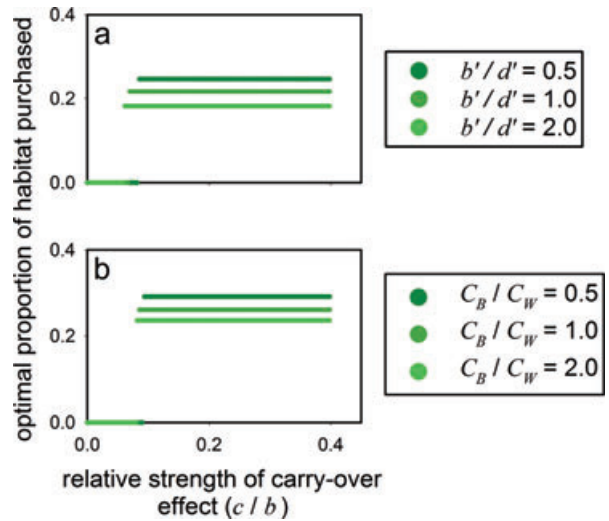 optimal proportion of habitat purchased
0.4
a
0.2
0.0
b' / d' = 0.5
b' / d' = 1.0
b' / d' = 2.0
0.4
b
0.2
0.0
0.0 0.2 0.4
C_B / C_W = 0.5
C_B / C_W = 1.0
C_B / C_W = 2.0
relative strength of carry-over
effect (c / b)